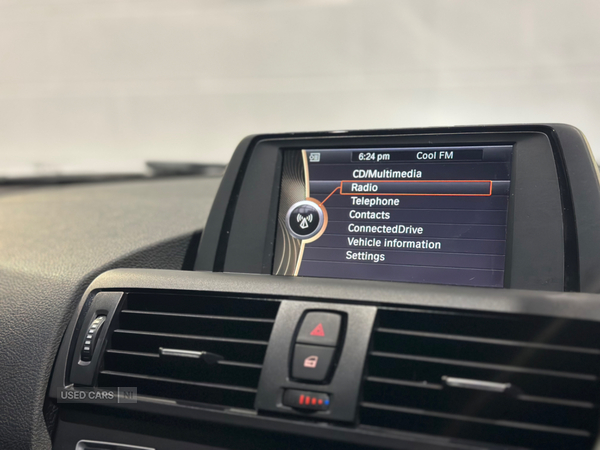 6:24 pm Cool FM
CD/Multimedia
Radio
Telephone
Contacts
ConnectedDrive
Vehicle information
Settings
USED CARS NI